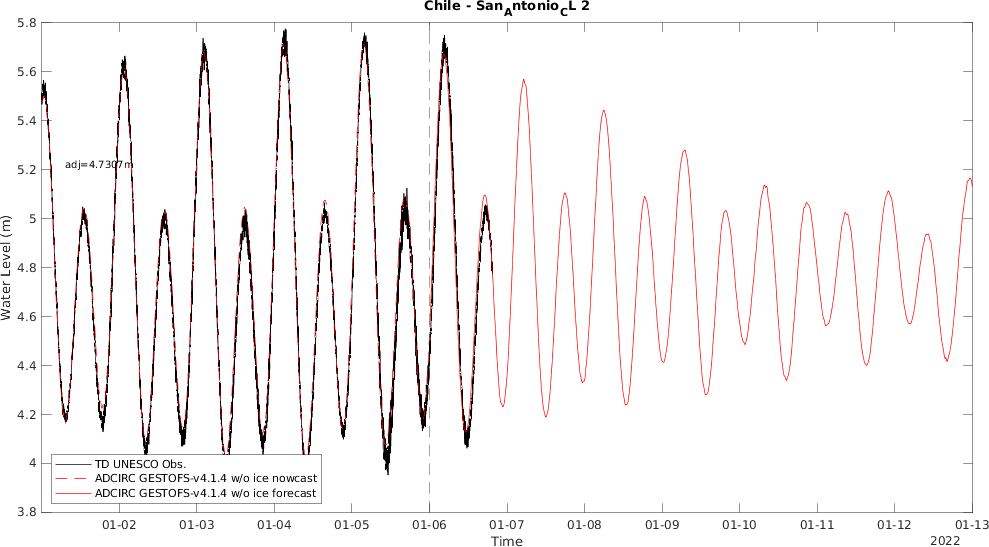 Chile - San_Antonio_CL 2
5.8
5.6
5.4
5.2
5
4.8
4.6
4.4
4.2
4
3.8
Water Level (m)
adj=4.7307m
TD UNESCO Obs.
ADCIRC GESTOFS-v4.1.4 w/o ice nowcast
ADCIRC GESTOFS-v4.1.4 w/o ice forecast
01-02 01-03 01-04 01-05 01-06 01-07 01-08 01-09 01-10 01-11 01-12 01-13
Time
2022